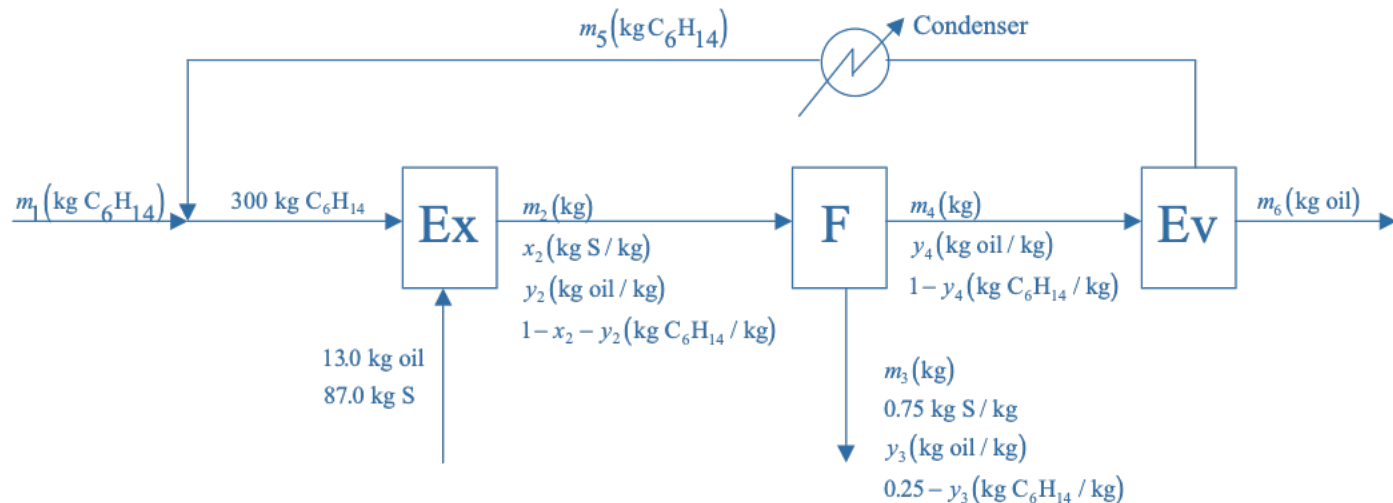 m₅(kg C₆H₁₄)
Condenser
m₁(kg C₆H₁₄)
300 kg C₆H₁₄
Ex
m₂(kg)
x₂(kg S / kg)
y₂(kg oil / kg)
1 – x₂ – y₂(kg C₆H₁₄ / kg)
F
m₄(kg)
y₄(kg oil / kg)
1 – y₄(kg C₆H₁₄ / kg)
Ev
m₆(kg oil)
13.0 kg oil
87.0 kg S
m₃(kg)
0.75 kg S / kg
y₃(kg oil / kg)
0.25 – y₃(kg C₆H₁₄ / kg)